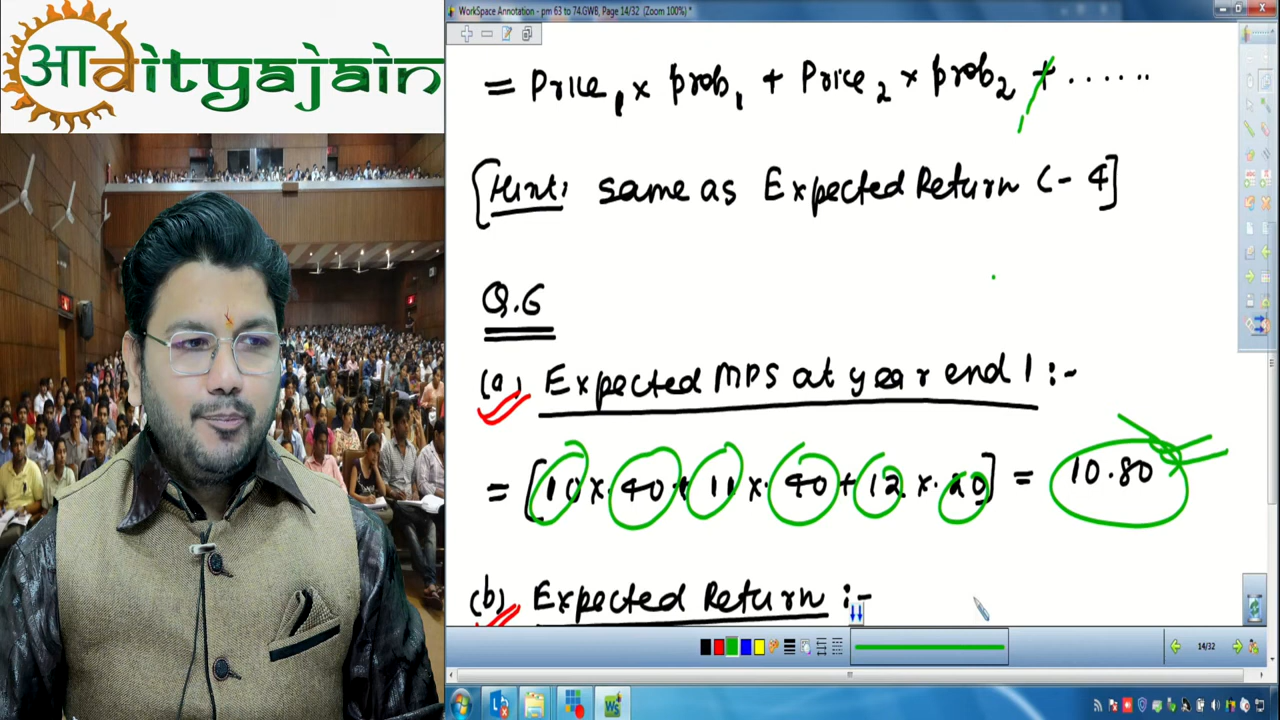 आdityajain
WorkSpace Annotation - pm 63 to 74.GWB, Page 14/32 (Zoom 100%) *
= Price₁ x prob₁ + Price₂ x prob₂ + ......
[Hint: same as Expected Return C-4]
Q.6
(a) Expected MPS at year end 1 :-
= [10 x .40 + 11 x .40 + 12 x .20] = 10.80
(b) Expected Return :-
14/32